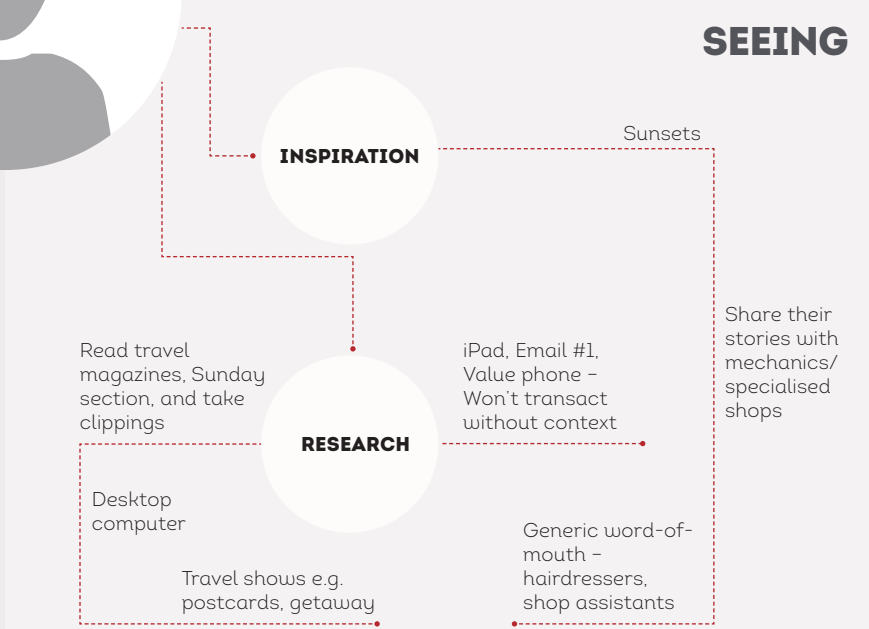 SEEING
INSPIRATION
Sunsets
Share their
stories with
mechanics/
specialised
shops
Generic word-of-
mouth –
hairdressers,
shop assistants
RESEARCH
Read travel
magazines, Sunday
section, and take
clippings
Desktop
computer
Travel shows e.g.
postcards, getaway
iPad, Email #1,
Value phone –
Won't transact
without context